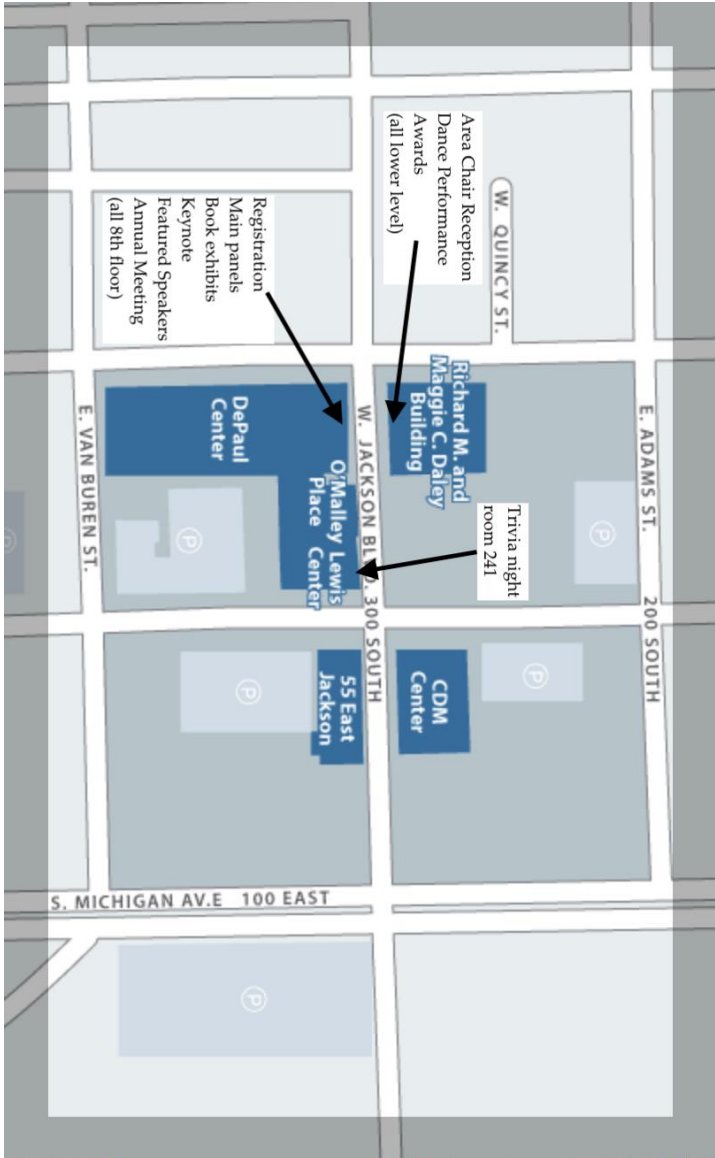 E. ADAMS ST.
200 SOUTH
W. QUINCY ST.
Area Chair Reception
Dance Performance
Awards
(all lower level)
Richard M. and
Maggie C. Daley
Building
Trivia night
room 241
P
P
CDM
Center
W. JACKSON BLVD. 300 SOUTH
Registration
Main panels
Book exhibits
Keynote
Featured Speakers
Annual Meeting
(all 8th floor)
DePaul
Center
O'Malley
Place
Lewis
Center
55 East
Jackson
P
P
P
P
E. VAN BUREN ST.
S. MICHIGAN AV.E 100 EAST